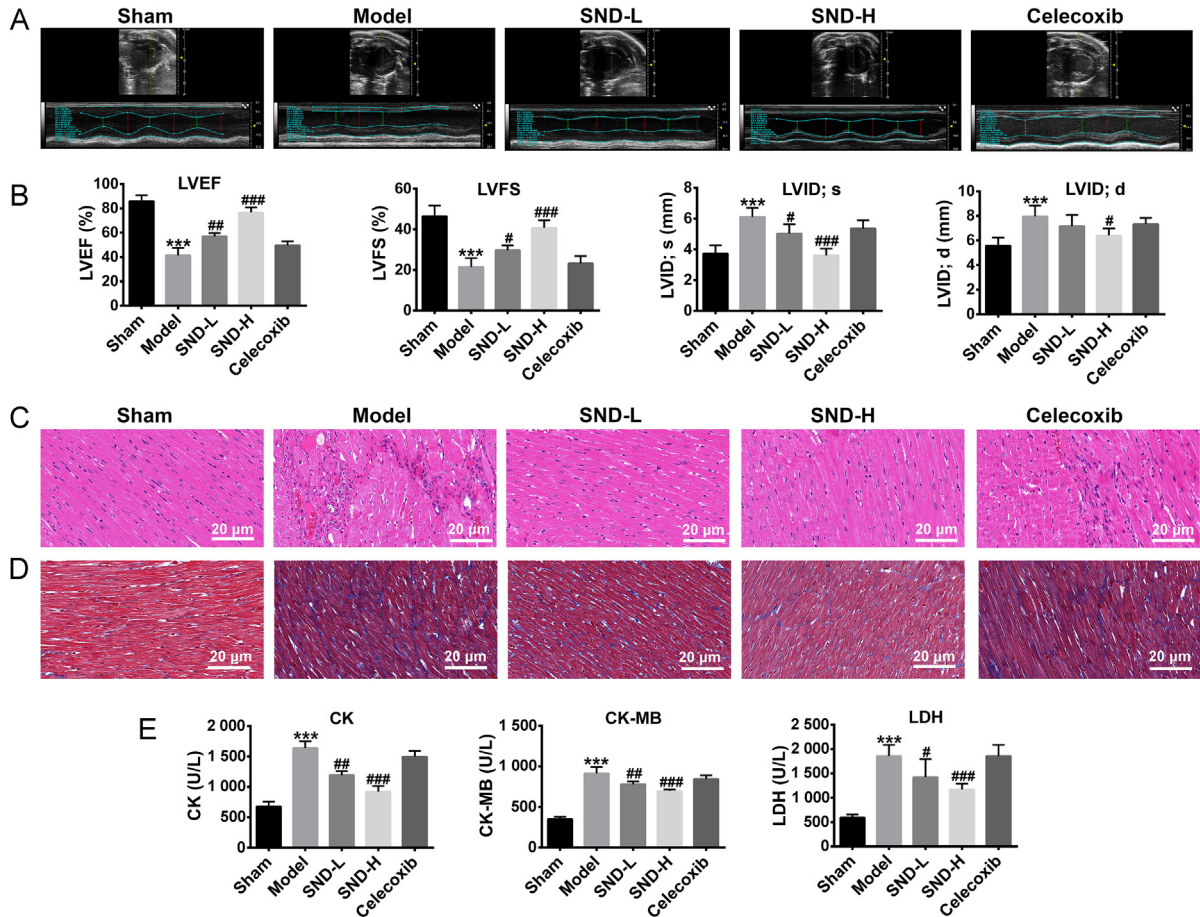 A
Sham Model SND-L SND-H Celecoxib
B
LVEF
LVEF (%)
100
80
60
40
20
0
***
##
###
Sham Model SND-L SND-H Celecoxib
LVFS
LVFS (%)
60
40
20
0
***
#
###
Sham Model SND-L SND-H Celecoxib
LVID; s
LVID; s (mm)
8
6
4
2
0
***
#
###
Sham Model SND-L SND-H Celecoxib
LVID; d
LVID; d (mm)
10
8
6
4
2
0
***
#
Sham Model SND-L SND-H Celecoxib
C
Sham Model SND-L SND-H Celecoxib
20 μm 20 μm 20 μm 20 μm 20 μm
D
20 μm 20 μm 20 μm 20 μm 20 μm
E
CK
CK (U/L)
2 000
1 500
1 000
500
0
***
##
###
Sham Model SND-L SND-H Celecoxib
CK-MB
CK-MB (U/L)
1 500
1 000
500
0
***
##
###
Sham Model SND-L SND-H Celecoxib
LDH
LDH (U/L)
2 500
2 000
1 500
1 000
500
0
***
#
###
Sham Model SND-L SND-H Celecoxib